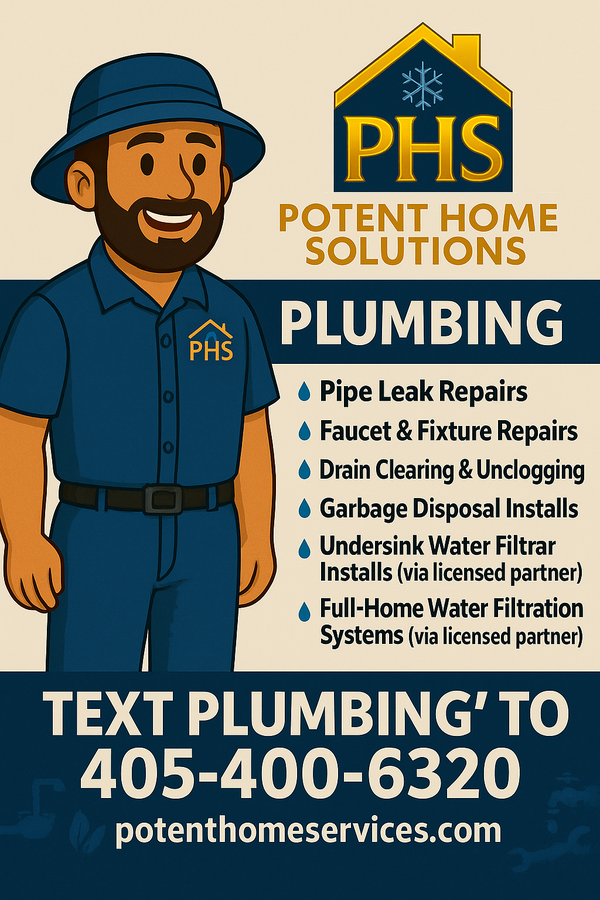 PHS
POTENT HOME
SOLUTIONS
PLUMBING
PHS
Pipe Leak Repairs
Faucet & Fixture Repairs
Drain Clearing & Unclogging
Garbage Disposal Installs
Undersink Water Filtrar
Installs (via licensed partner)
Full-Home Water Filtration
Systems (via licensed partner)
TEXT PLUMBING’ TO
405-400-6320
potenthomeservices.com